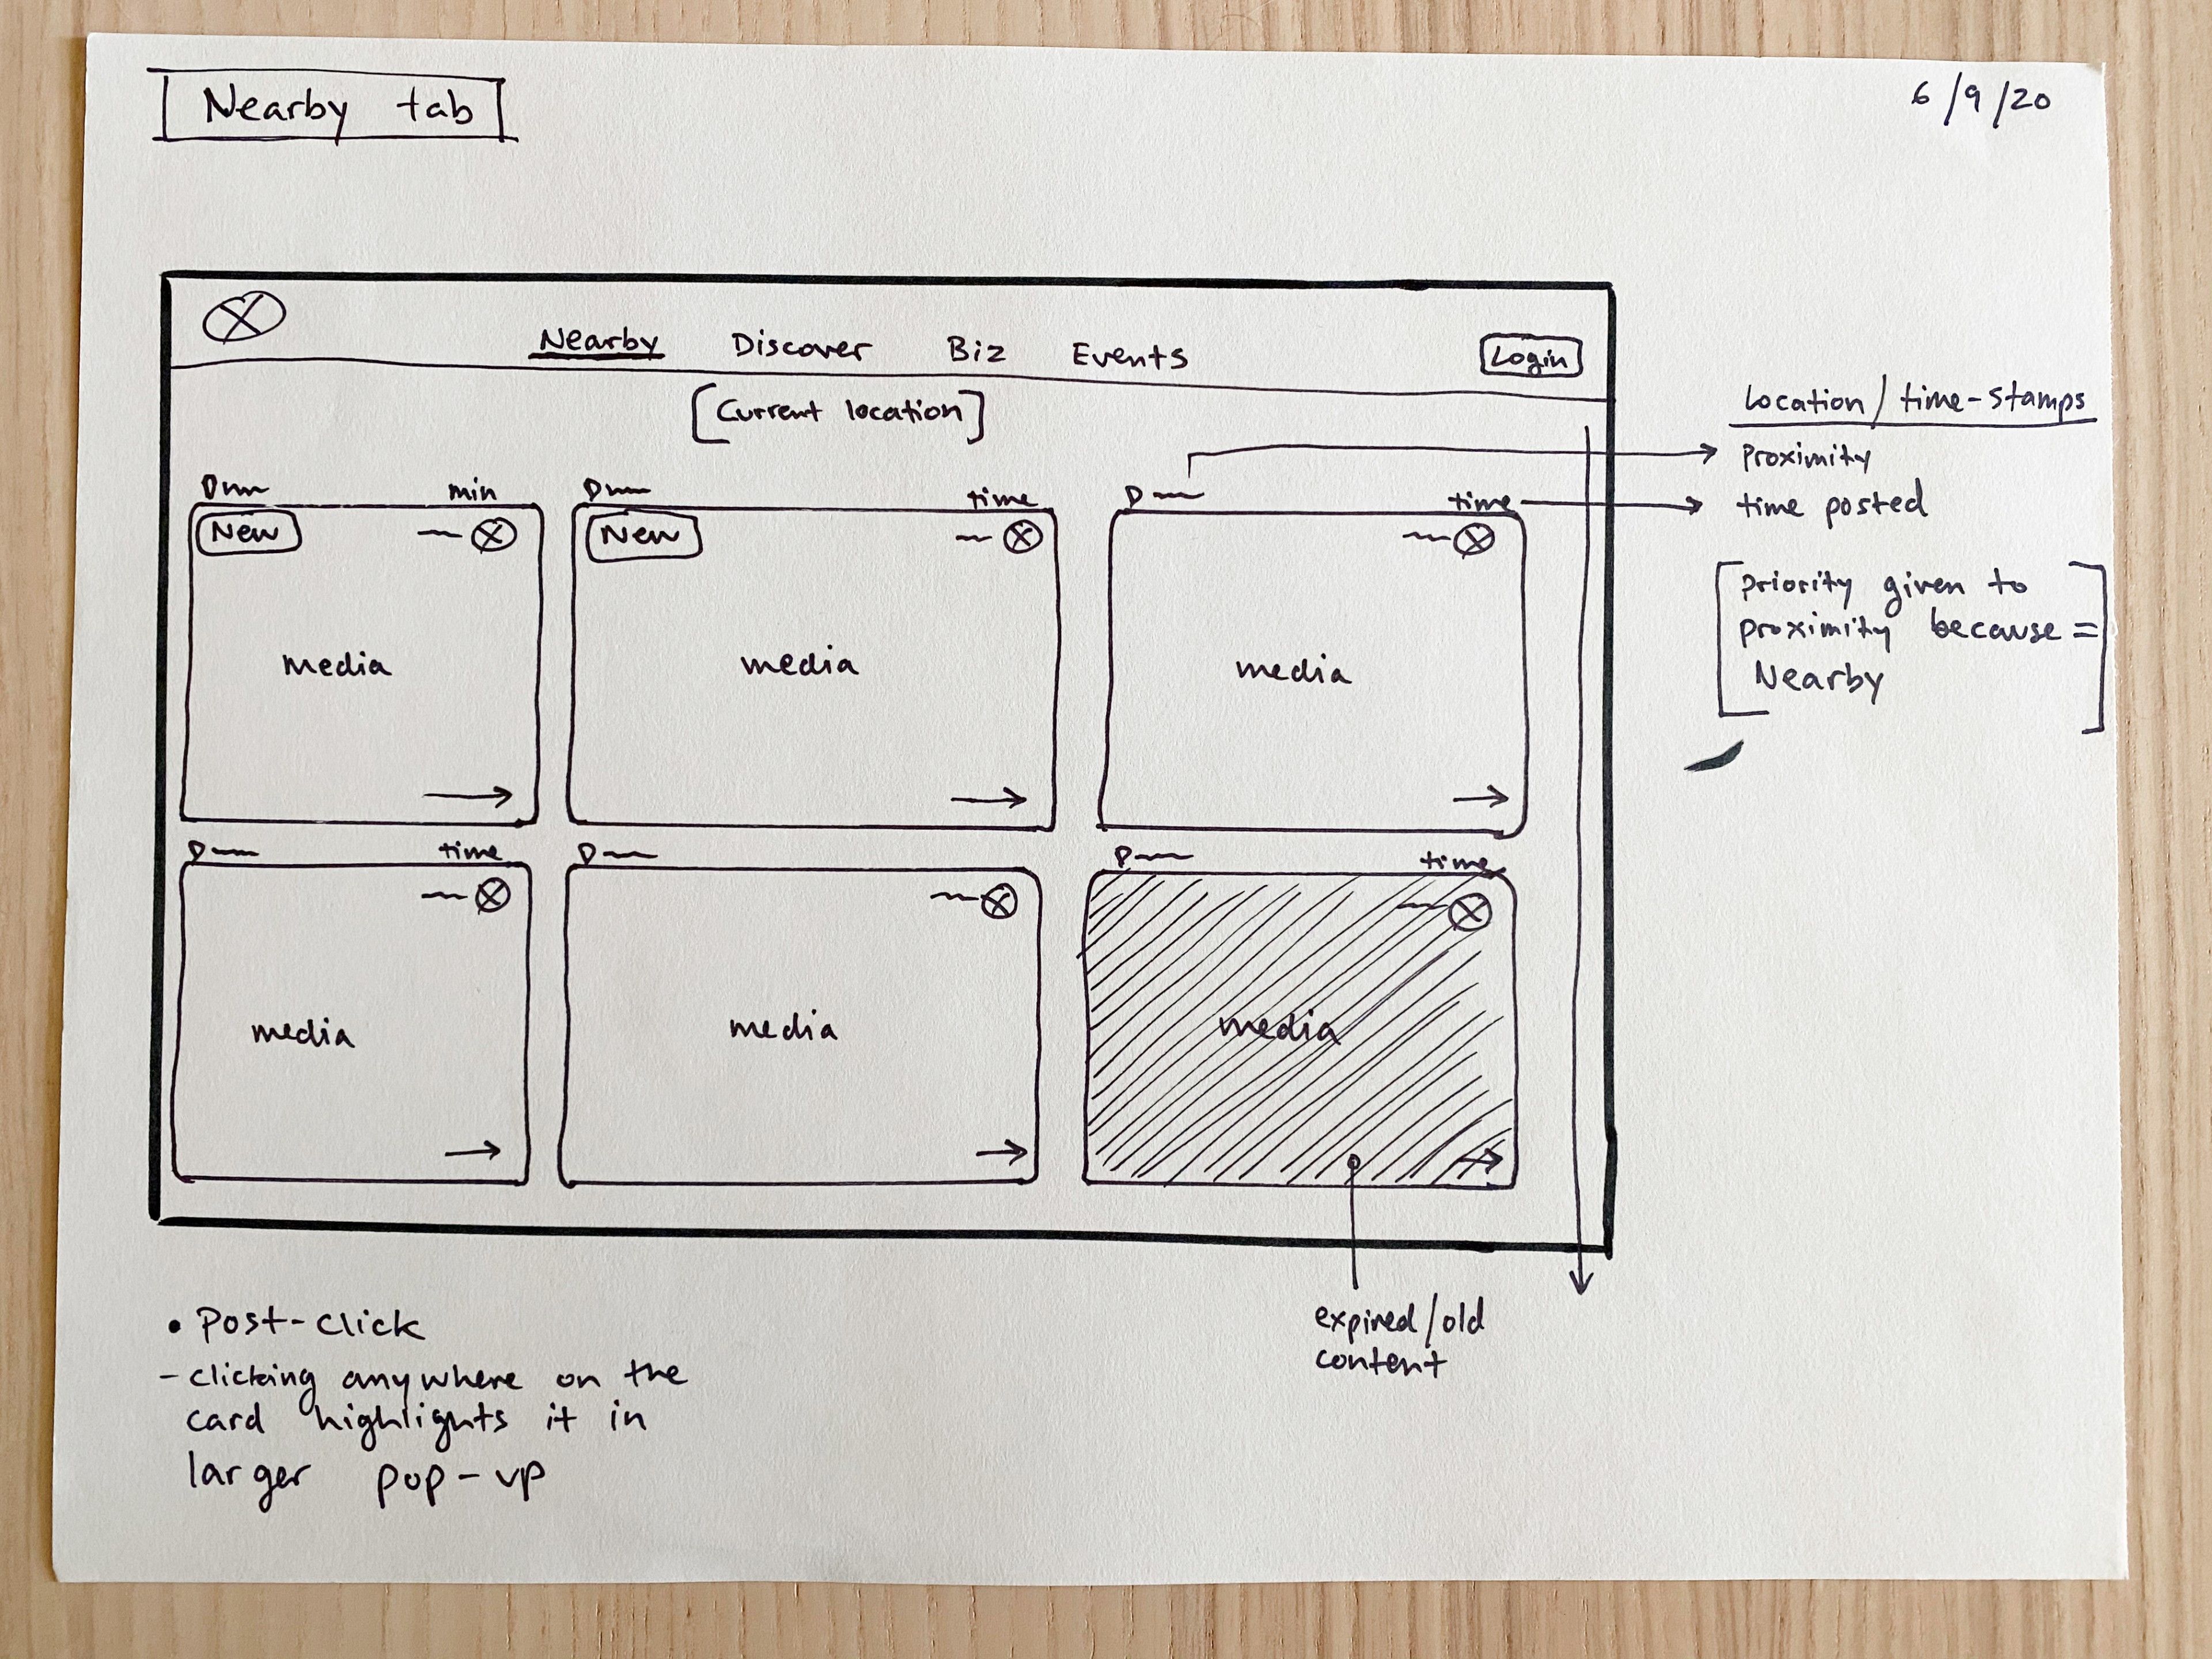 Nearby tab
6/9/20
Nearby Discover Biz Events Login
[Current location]
Location / time-stamps
Proximity
time posted
min time time
New New
media media media
[priority given to
proximity because =
Nearby]
time time
media media media
expired/old
content
• Post-click
- clicking anywhere on the
card highlights it in
larger pop-up